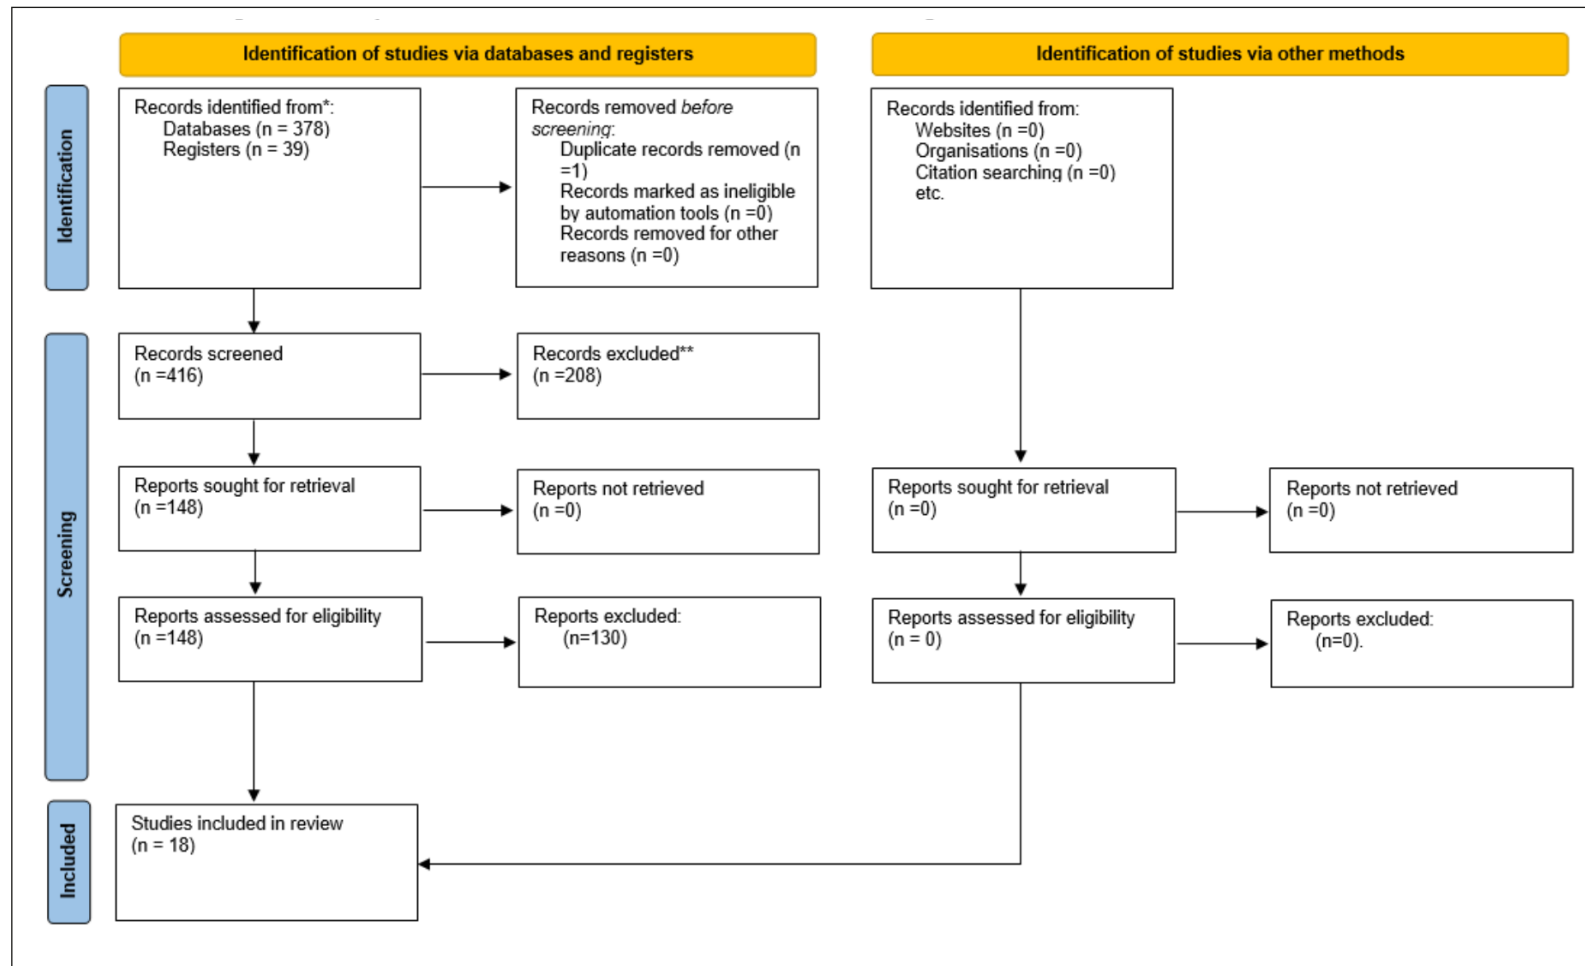 Identification of studies via databases and registers
Identification of studies via other methods
Identification
Records identified from*:
Databases (n = 378)
Registers (n = 39)
Records removed before
screening:
Duplicate records removed (n
=1)
Records marked as ineligible
by automation tools (n =0)
Records removed for other
reasons (n =0)
Records identified from:
Websites (n =0)
Organisations (n =0)
Citation searching (n =0)
etc.
Screening
Records screened
(n =416)
Records excluded**
(n =208)
Reports sought for retrieval
(n =148)
Reports not retrieved
(n =0)
Reports sought for retrieval
(n =0)
Reports not retrieved
(n =0)
Reports assessed for eligibility
(n =148)
Reports excluded:
(n=130)
Reports assessed for eligibility
(n = 0)
Reports excluded:
(n=0).
Included
Studies included in review
(n = 18)